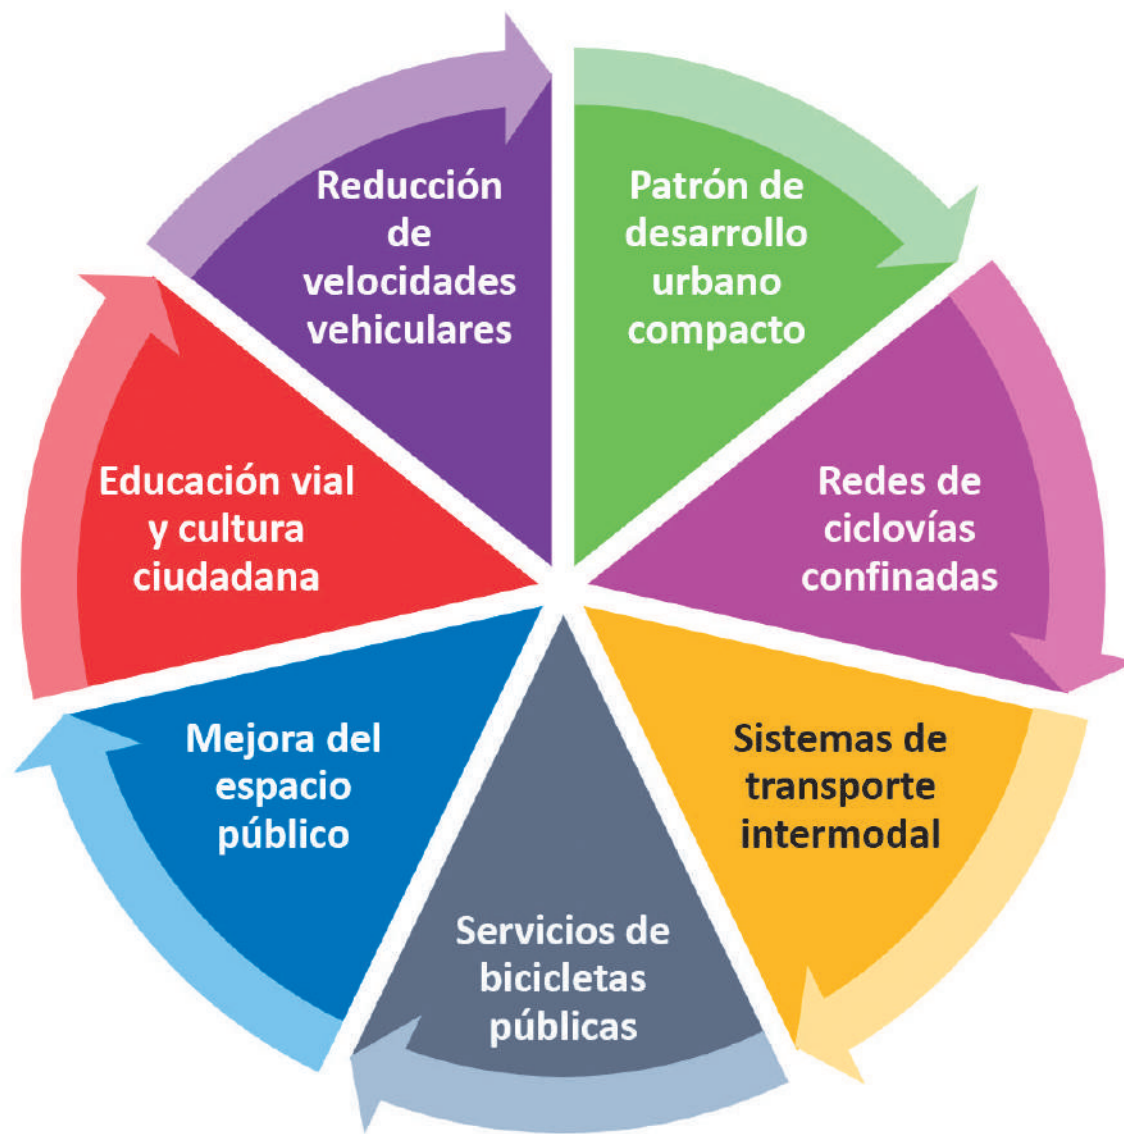 Patrón de
desarrollo
urbano
compacto
Redes de
ciclovías
confinadas
Sistemas de
transporte
intermodal
Servicios de
bicicletas
públicas
Mejora del
espacio
público
Educación vial
y cultura
ciudadana
Reducción
de
velocidades
vehiculares